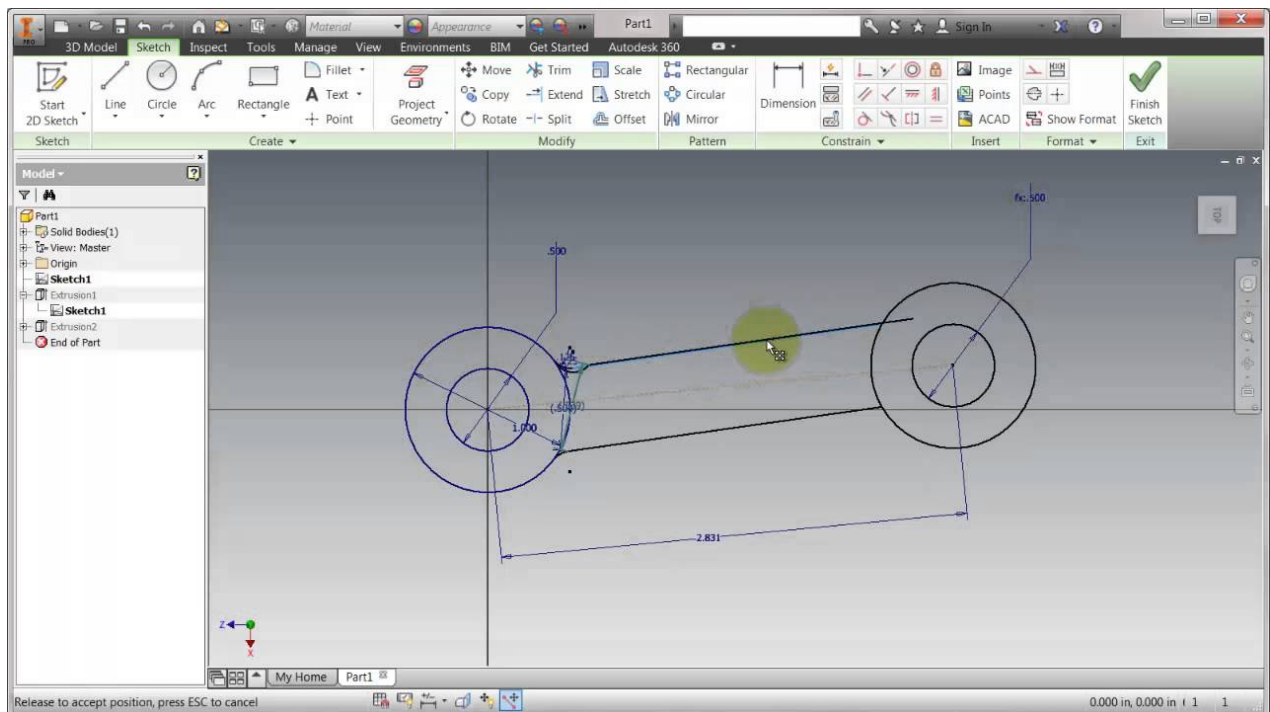 Material Appearance Part1 Sign In
PRO 3D Model Sketch Inspect Tools Manage View Environments BIM Get Started Autodesk 360
Fillet Move Trim Scale Rectangular Image
Text Copy Extend Stretch Circular Points
Start 2D Sketch Line Circle Arc Rectangle Point Project Geometry Rotate Split Offset Mirror Dimension ACAD Show Format Finish Sketch
Sketch Create Modify Pattern Constrain Insert Format Exit
Model
Part1
Solid Bodies(1)
View: Master
Origin
Sketch1
Extrusion1
Sketch1
Extrusion2
End of Part
fx:.500
TOP
.500
1.000
2.831
Z
X
My Home Part1
Release to accept position, press ESC to cancel 0.000 in, 0.000 in 1 1